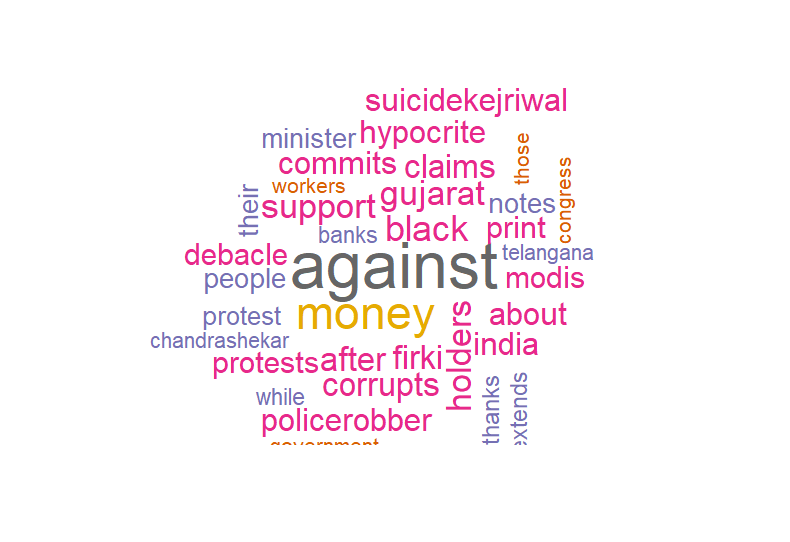 suicidekejriwal
minister hypocrite
commits claims those
workers
their support gujarat notes congress
banks black print
debacle against telangana
people modis
protest money holders about
chandrashekar india
protests after firki
while corrupts thanks extends
policerobber
government